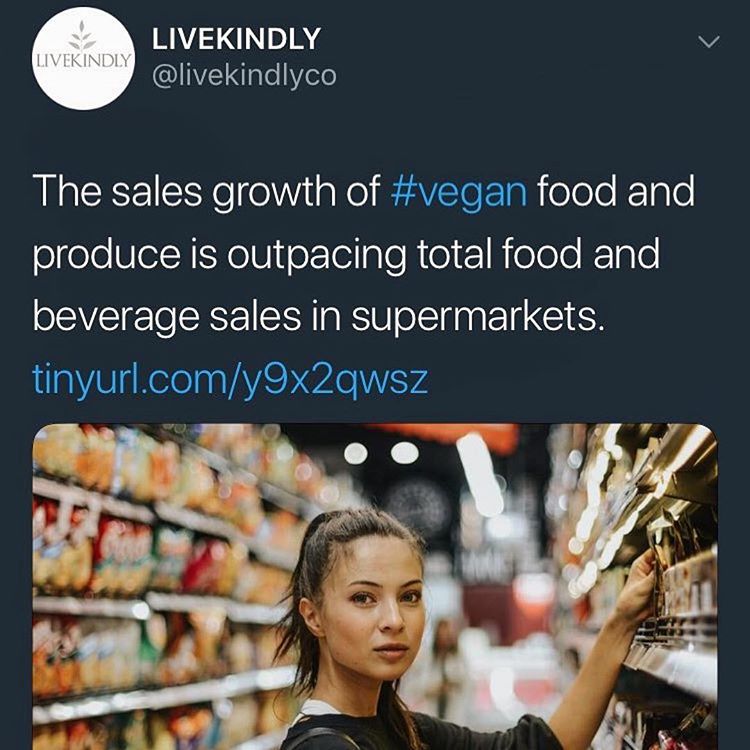 LIVEKINDLY
LIVEKINDLY
@livekindlyco
The sales growth of #vegan food and
produce is outpacing total food and
beverage sales in supermarkets.
tinyurl.com/y9x2qwsz